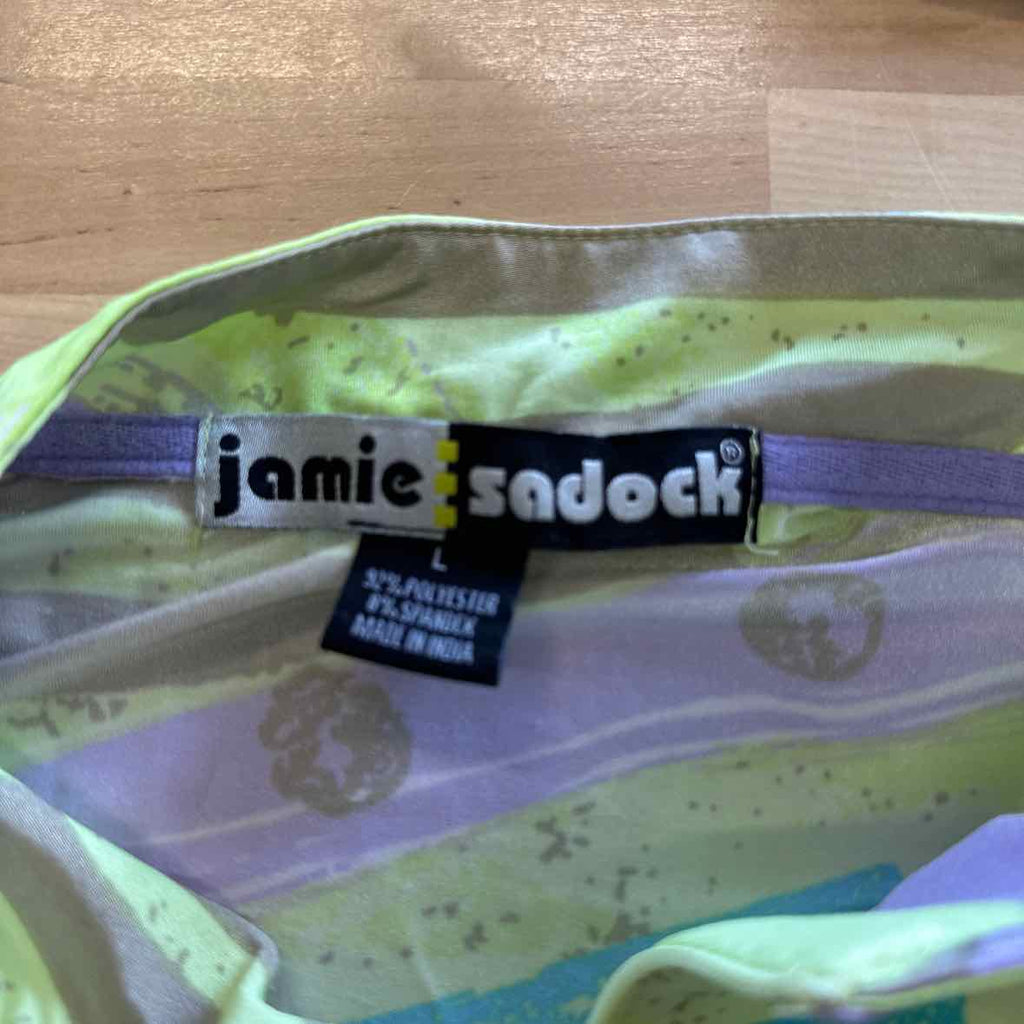 jamie sadock®
L
92% POLYESTER
8% SPANDEX
MADE IN INDIA